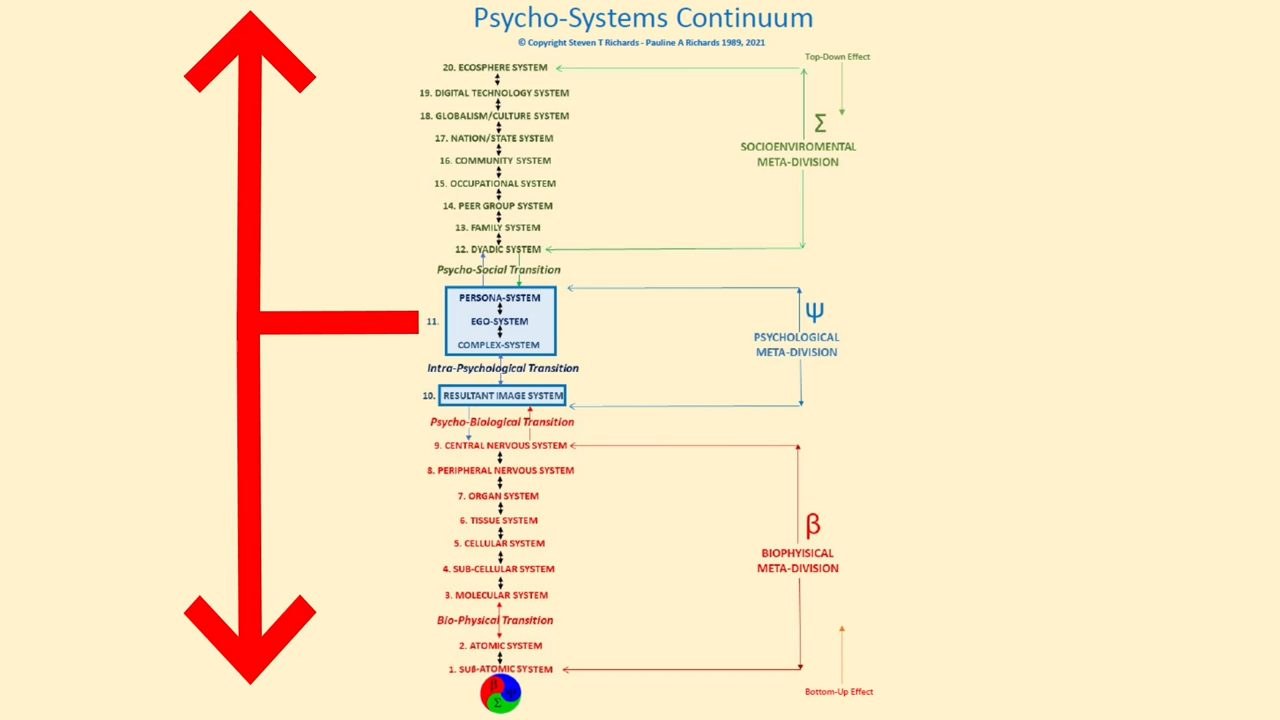 Psycho-Systems Continuum
© Copyright Steven T Richards - Pauline A Richards 1989, 2021
Top-Down Effect
20. ECOSPHERE SYSTEM
19. DIGITAL TECHNOLOGY SYSTEM
18. GLOBALISM/CULTURE SYSTEM
17. NATION/STATE SYSTEM
16. COMMUNITY SYSTEM
15. OCCUPATIONAL SYSTEM
14. PEER GROUP SYSTEM
13. FAMILY SYSTEM
12. DYADIC SYSTEM
Σ
SOCIOENVIROMENTAL
META-DIVISION
Psycho-Social Transition
PERSONA-SYSTEM
11. EGO-SYSTEM
COMPLEX-SYSTEM
Intra-Psychological Transition
10. RESULTANT IMAGE SYSTEM
Ψ
PSYCHOLOGICAL
META-DIVISION
Psycho-Biological Transition
9. CENTRAL NERVOUS SYSTEM
8. PERIPHERAL NERVOUS SYSTEM
7. ORGAN SYSTEM
6. TISSUE SYSTEM
5. CELLULAR SYSTEM
4. SUB-CELLULAR SYSTEM
3. MOLECULAR SYSTEM
Bio-Physical Transition
2. ATOMIC SYSTEM
1. SUB-ATOMIC SYSTEM
β
BIOPHYISICAL
META-DIVISION
Bottom-Up Effect
β Ψ
Σ